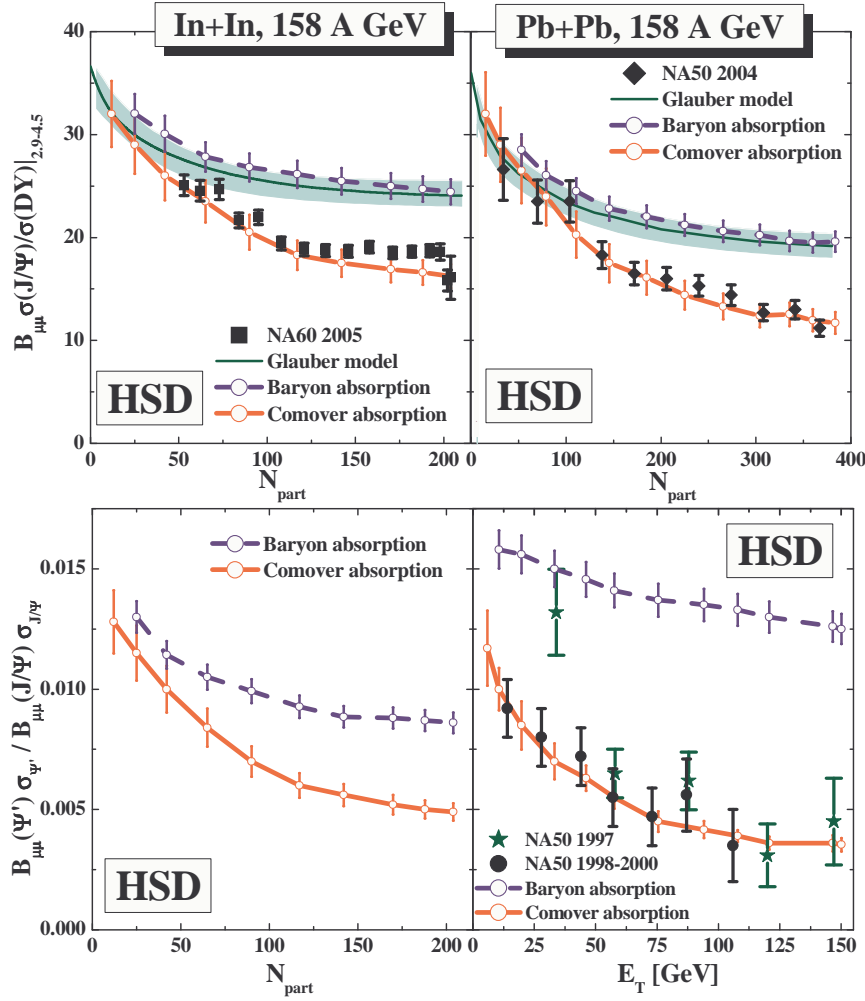 In+In, 158 A GeV
Pb+Pb, 158 A GeV
B_μμ σ(J/Ψ)/σ(DY)|_2.9-4.5
40
30
20
10
0
NA60 2005
Glauber model
Baryon absorption
Comover absorption
HSD
0 50 100 150 200
N_part
NA50 2004
Glauber model
Baryon absorption
Comover absorption
HSD
100 200 300 400
N_part
B_μμ(Ψ') σ_Ψ' / B_μμ(J/Ψ) σ_J/Ψ
0.015
0.010
0.005
0.000
Baryon absorption
Comover absorption
HSD
0 50 100 150 200
N_part
HSD
NA50 1997
NA50 1998-2000
Baryon absorption
Comover absorption
0 25 50 75 100 125 150
E_T [GeV]